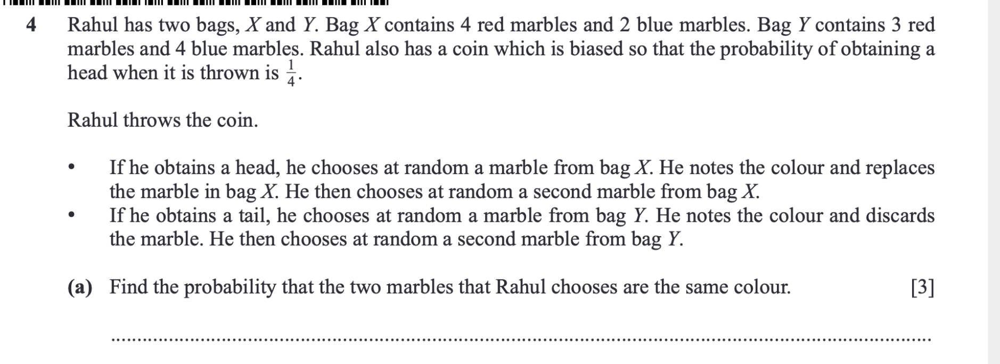 4 Rahul has two bags, X and Y. Bag X contains 4 red marbles and 2 blue marbles. Bag Y contains 3 red
marbles and 4 blue marbles. Rahul also has a coin which is biased so that the probability of obtaining a
head when it is thrown is 1/4.
Rahul throws the coin.
• If he obtains a head, he chooses at random a marble from bag X. He notes the colour and replaces
the marble in bag X. He then chooses at random a second marble from bag X.
• If he obtains a tail, he chooses at random a marble from bag Y. He notes the colour and discards
the marble. He then chooses at random a second marble from bag Y.
(a) Find the probability that the two marbles that Rahul chooses are the same colour. [3]